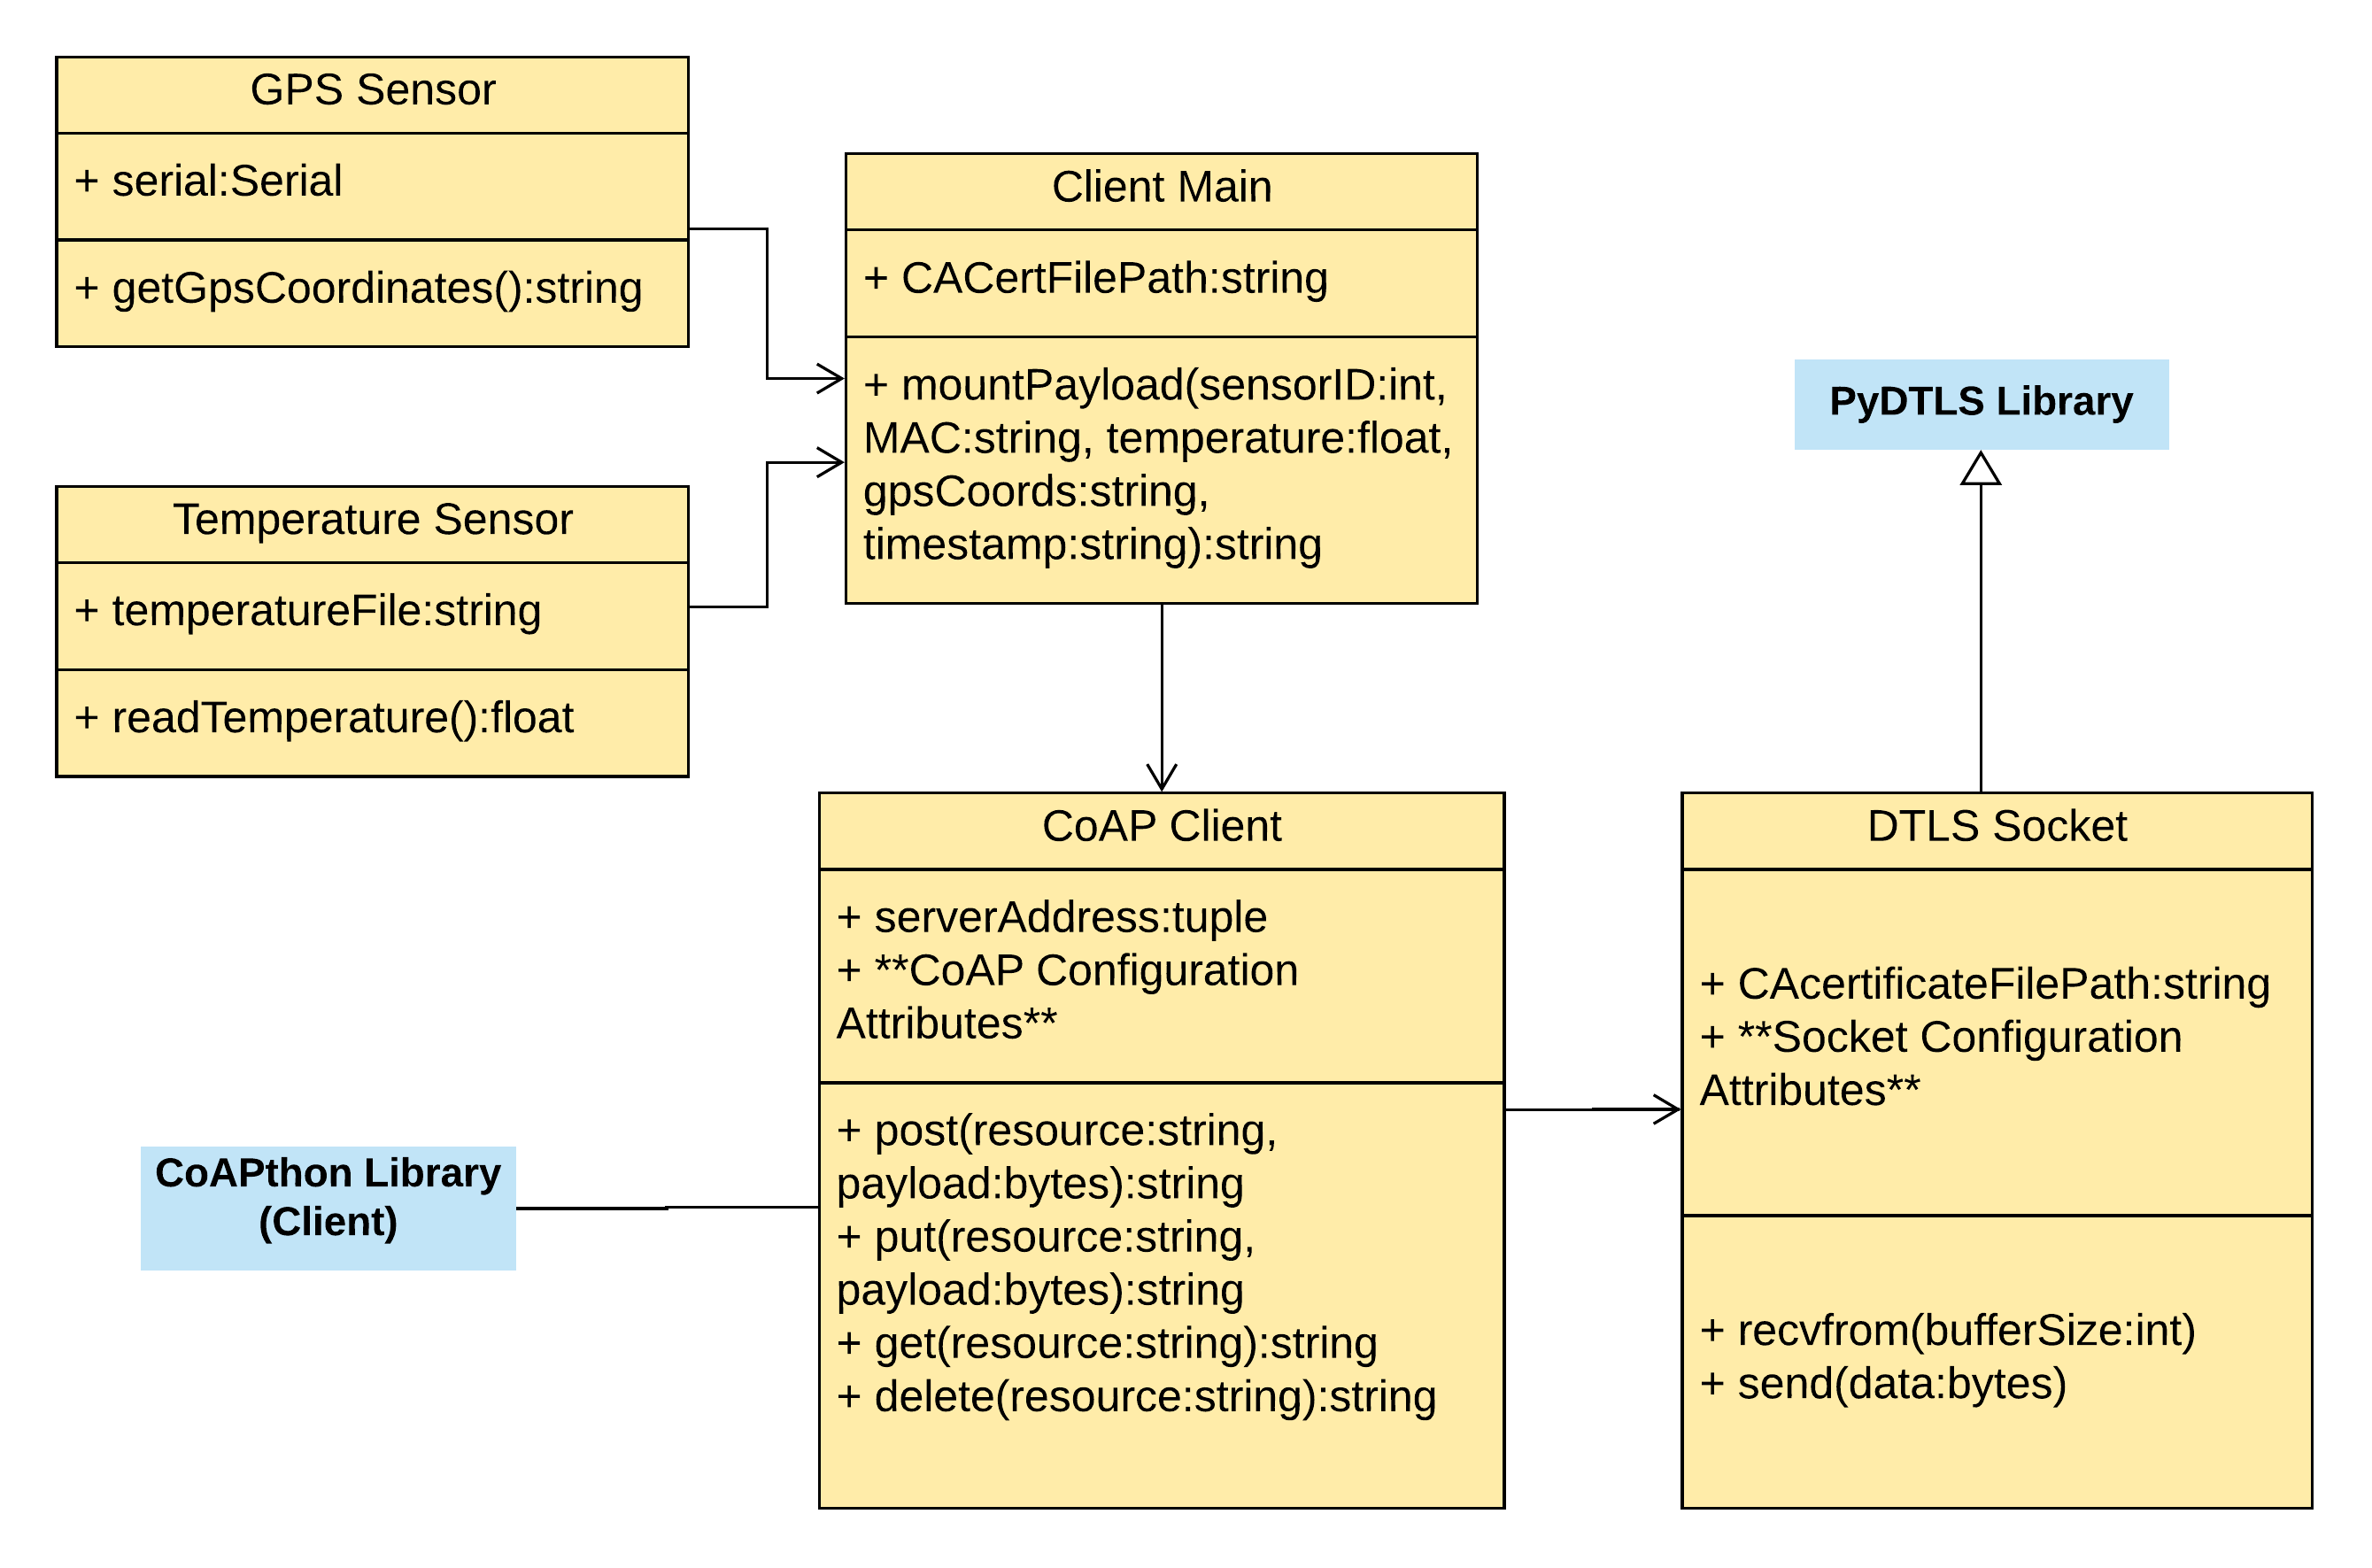 GPS Sensor
+ serial:Serial
+ getGpsCoordinates():string
Client Main
+ CACertFilePath:string
+ mountPayload(sensorID:int,
MAC:string, temperature:float,
gpsCoords:string,
timestamp:string):string
PyDTLS Library
Temperature Sensor
+ temperatureFile:string
+ readTemperature():float
CoAP Client
+ serverAddress:tuple
+ **CoAP Configuration
Attributes**
+ post(resource:string,
payload:bytes):string
+ put(resource:string,
payload:bytes):string
+ get(resource:string):string
+ delete(resource:string):string
DTLS Socket
+ CAcertificateFilePath:string
+ **Socket Configuration
Attributes**
+ recvfrom(bufferSize:int)
+ send(data:bytes)
CoAPthon Library
(Client)